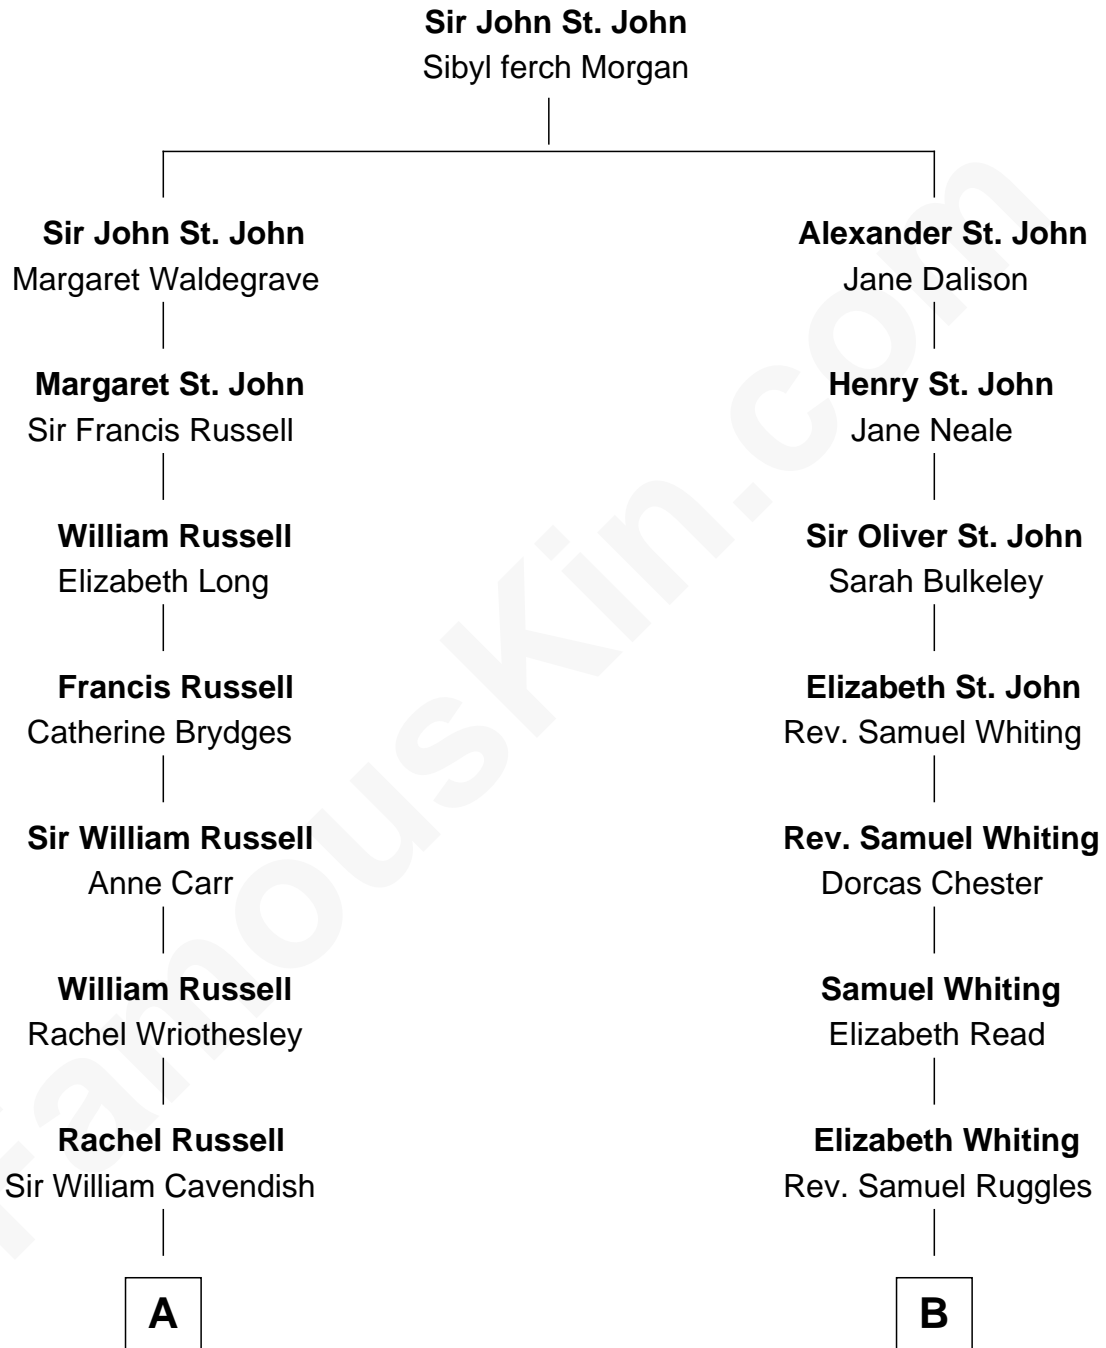 Sir John St. John
Sibyl ferch Morgan
Sir John St. John
Margaret Waldegrave
Margaret St. John
Sir Francis Russell
William Russell
Elizabeth Long
Francis Russell
Catherine Brydges
Sir William Russell
Anne Carr
William Russell
Rachel Wriothesley
Rachel Russell
Sir William Cavendish
A
Alexander St. John
Jane Dalison
Henry St. John
Jane Neale
Sir Oliver St. John
Sarah Bulkeley
Elizabeth St. John
Rev. Samuel Whiting
Rev. Samuel Whiting
Dorcas Chester
Samuel Whiting
Elizabeth Read
Elizabeth Whiting
Rev. Samuel Ruggles
B
FamousKin.com